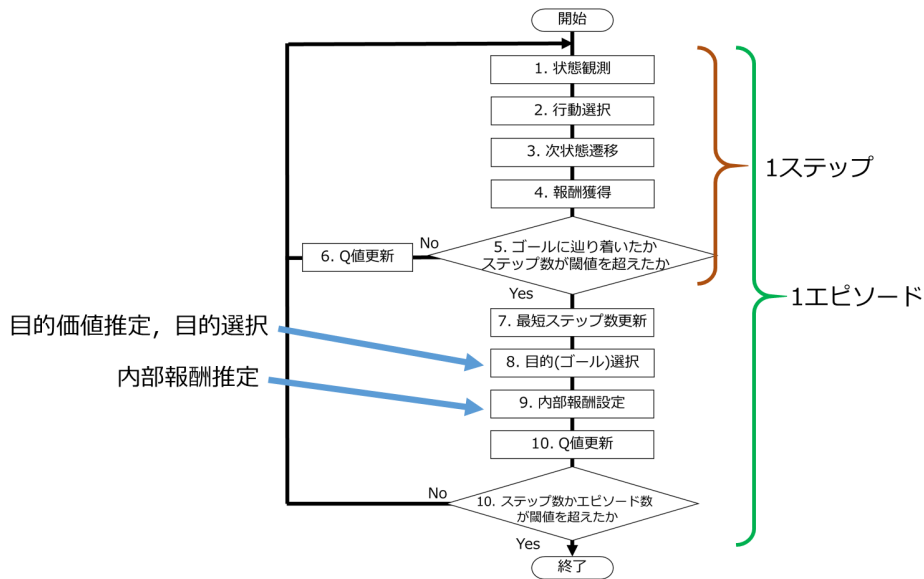 開始
1. 状態観測
2. 行動選択
3. 次状態遷移
4. 報酬獲得
1ステップ
5. ゴールに辿り着いたか
ステップ数が閾値を超えたか
No
6. Q値更新
Yes
1エピソード
7. 最短ステップ数更新
目的価値推定，目的選択
8. 目的(ゴール)選択
内部報酬推定
9. 内部報酬設定
10. Q値更新
No
10. ステップ数かエピソード数
が閾値を超えたか
Yes
終了